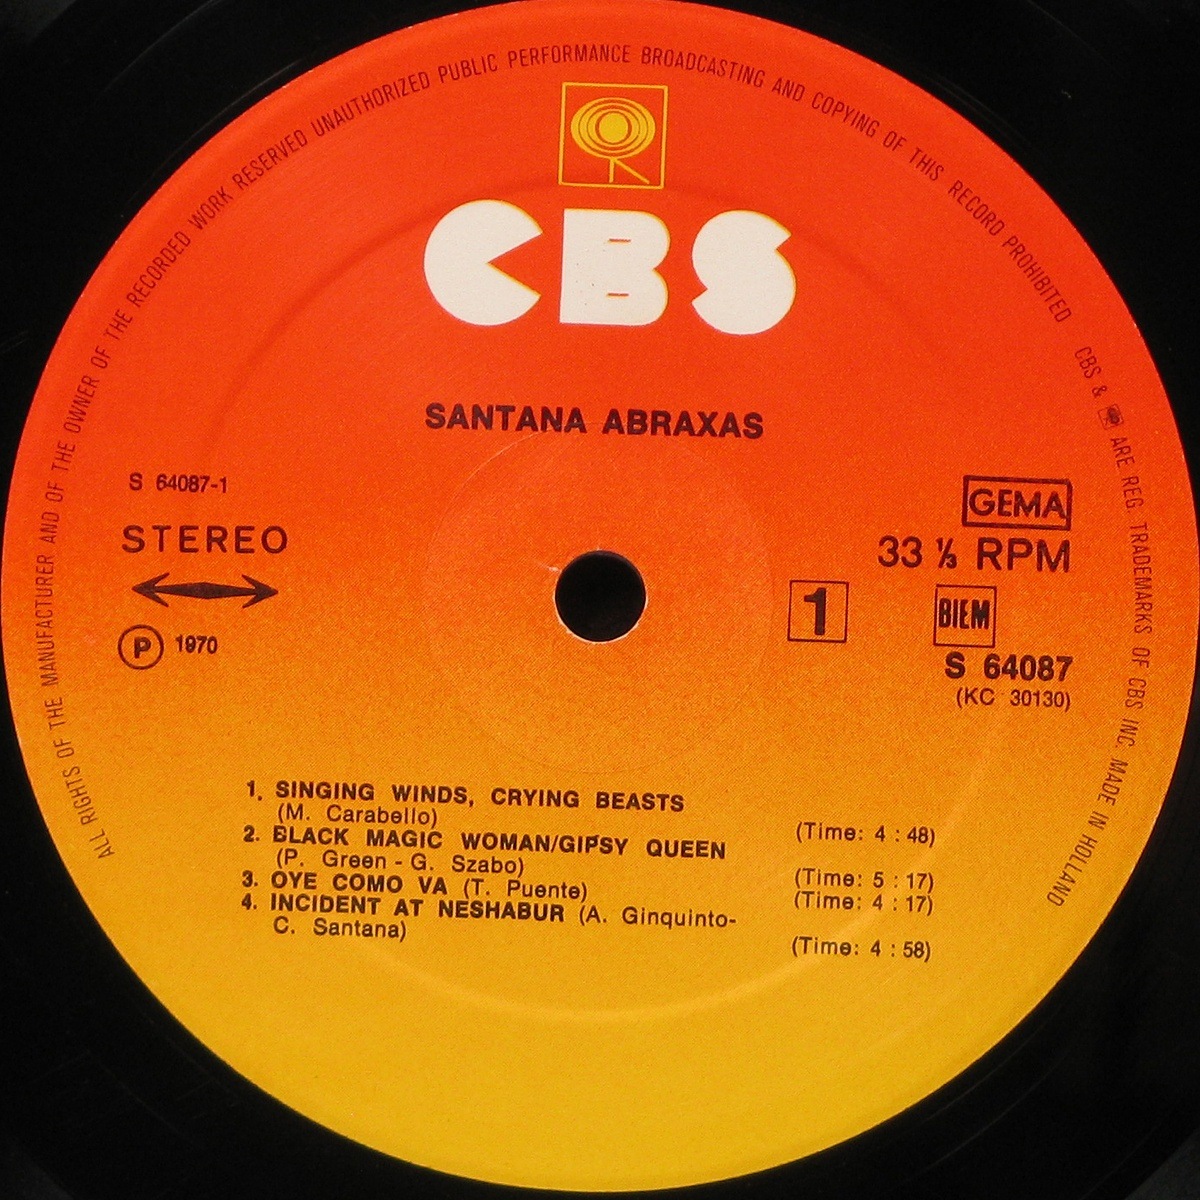 ALL RIGHTS OF THE MANUFACTURER AND OF THE OWNER OF THE RECORDED WORK RESERVED UNAUTHORIZED PUBLIC PERFORMANCE BROADCASTING AND COPYING OF THIS RECORD PROHIBITED
CBS & ARE REG. TRADEMARKS OF CBS INC. MADE IN HOLLAND
CBS
SANTANA ABRAXAS
S 64087-1
STEREO
P 1970
GEMA
33 ⅓ RPM
1
BIEM
S 64087
(KC 30130)
1. SINGING WINDS, CRYING BEASTS
(M. Carabello) (Time: 4 : 48)
2. BLACK MAGIC WOMAN/GIPSY QUEEN
(P. Green - G. Szabo) (Time: 5 : 17)
3. OYE COMO VA (T. Puente) (Time: 4 : 17)
4. INCIDENT AT NESHABUR (A. Ginquinto-
C. Santana) (Time: 4 : 58)